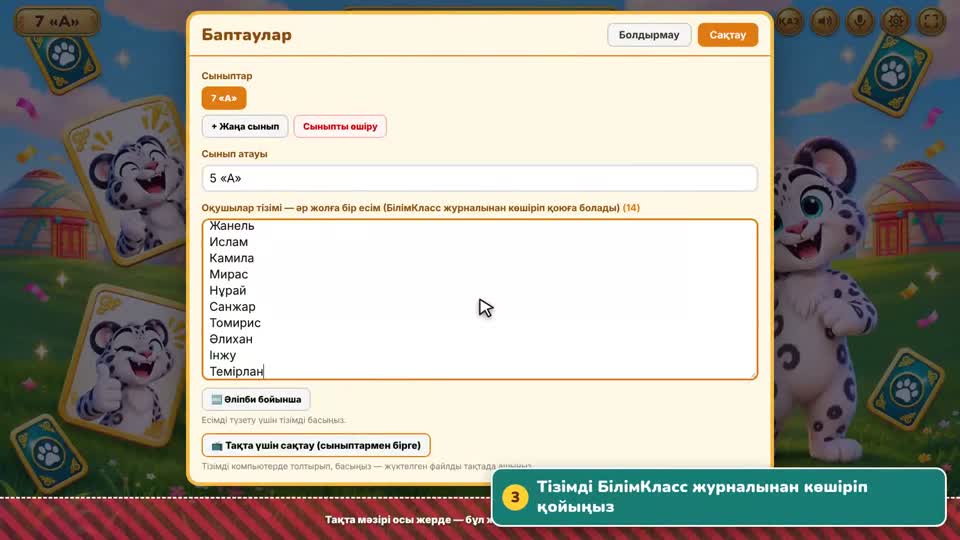 7 «А»
ҚАЗ
Баптаулар
Болдырмау
Сақтау
Сыныптар
7 «А»
+ Жаңа сынып
Сыныпты өшіру
Сынып атауы
5 «А»
Оқушылар тізімі — әр жолға бір есім (БілімКласс журналынан көшіріп қоюға болады) (14)
Жанель
Ислам
Камила
Мирас
Нұрай
Санжар
Томирис
Әлихан
Інжу
Темірлан
Әліпби бойынша
Есімді түзету үшін тізімді басыңыз.
Тақта үшін сақтау (сыныптармен бірге)
Тізімді компьютерде толтырып, басыңыз — жүктелген файлды тақтада ашыңыз.
3
Тізімді БілімКласс журналынан көшіріп
қойыңыз
Тақта мәзірі осы жерде — бұл